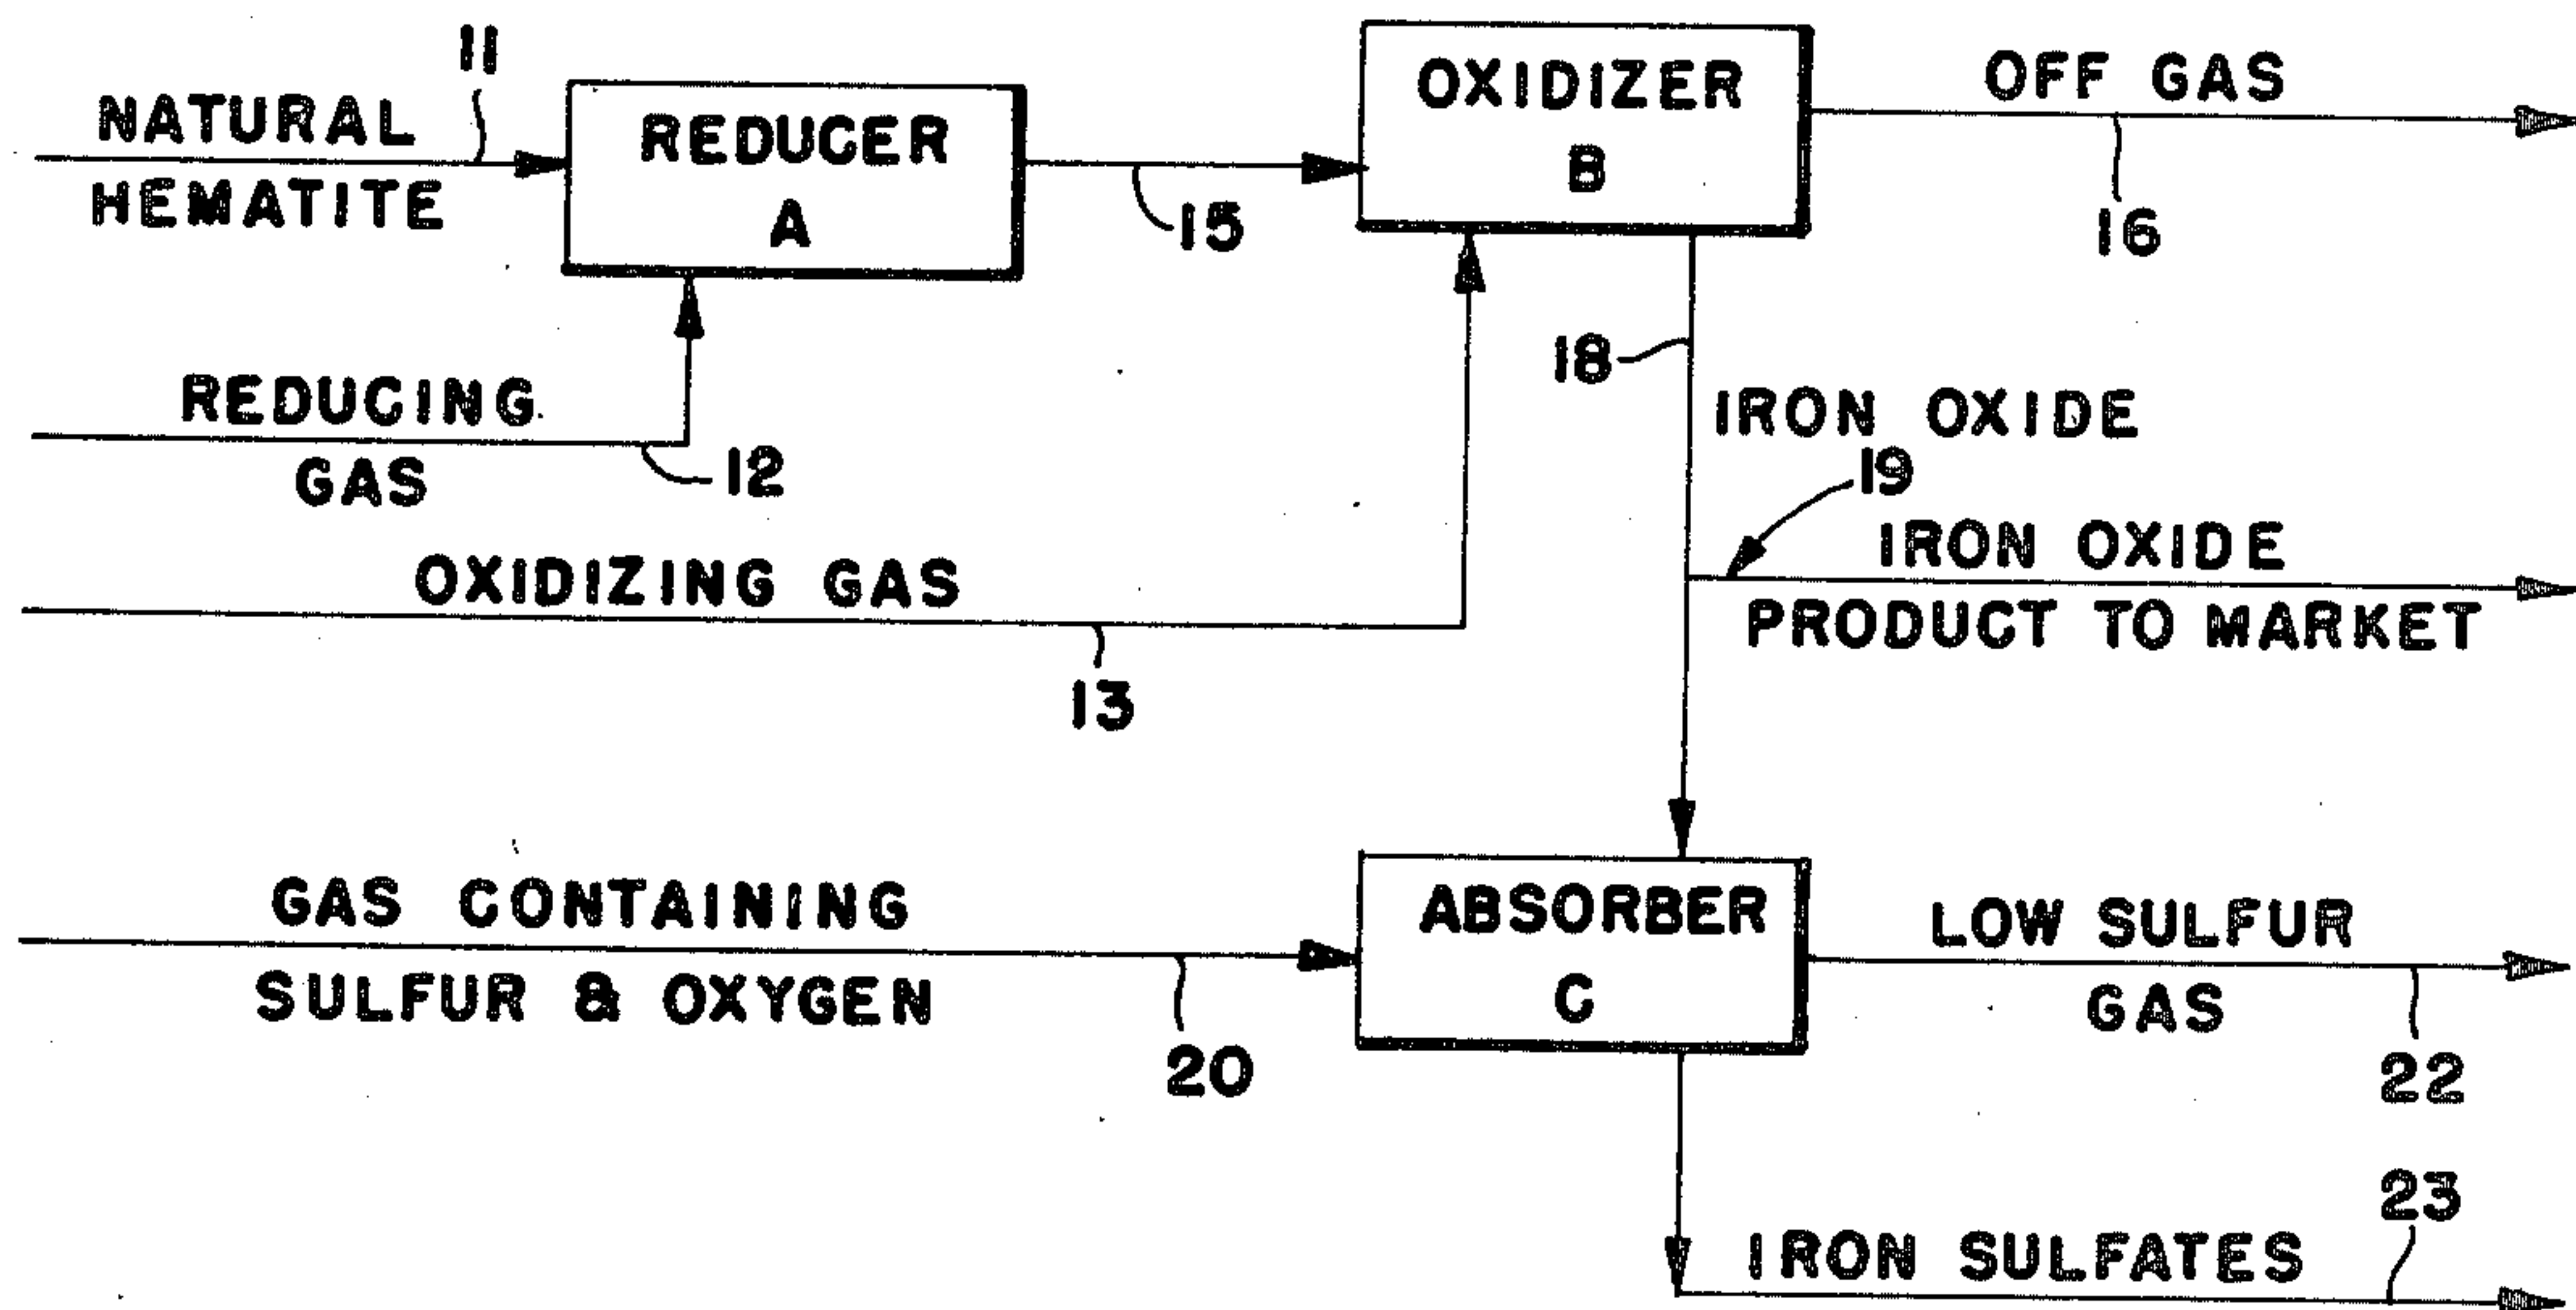 11
NATURAL
HEMATITE
REDUCER
A
15
OXIDIZER
B
OFF GAS
16
REDUCING
GAS
12
18
IRON OXIDE
19
IRON OXIDE
PRODUCT TO MARKET
OXIDIZING GAS
13
GAS CONTAINING
SULFUR & OXYGEN
20
ABSORBER
C
LOW SULFUR
GAS
22
23
IRON SULFATES